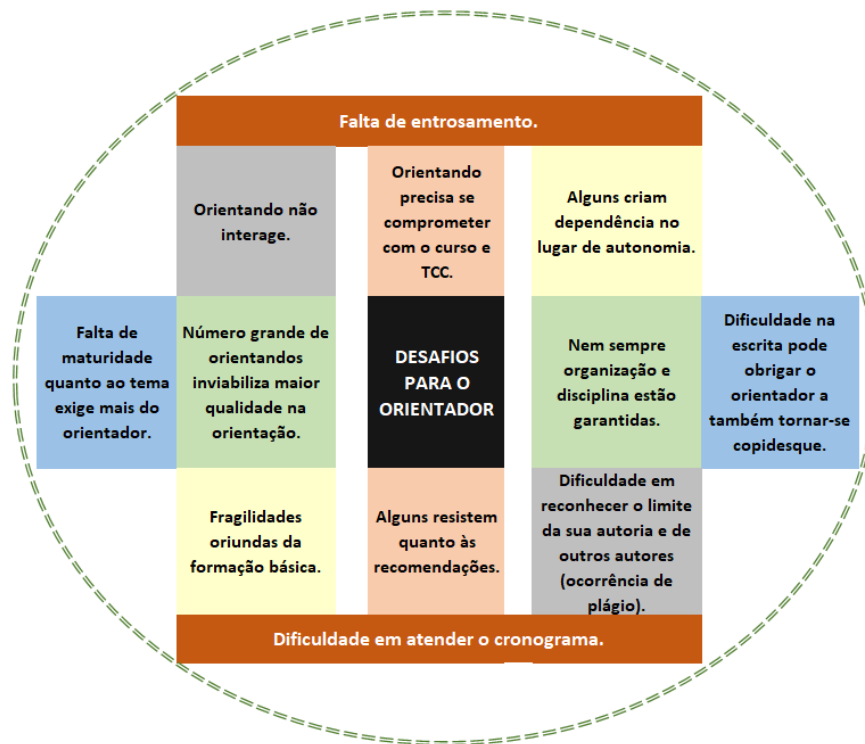 Falta de entrosamento.
Orientando não
interage.
Orientando
precisa se
comprometer
com o curso e
TCC.
Alguns criam
dependência no
lugar de autonomia.
Falta de
maturidade
quanto ao tema
exige mais do
orientador.
Número grande de
orientandos
inviabiliza maior
qualidade na
orientação.
DESAFIOS
PARA O
ORIENTADOR
Nem sempre
organização e
disciplina estão
garantidas.
Dificuldade na
escrita pode
obrigar o
orientador a
também tornar-se
copidesque.
Fragilidades
oriundas da
formação básica.
Alguns resistem
quanto às
recomendações.
Dificuldade em
reconhecer o limite
da sua autoria e de
outros autores
(ocorrência de
plágio).
Dificuldade em atender o cronograma.